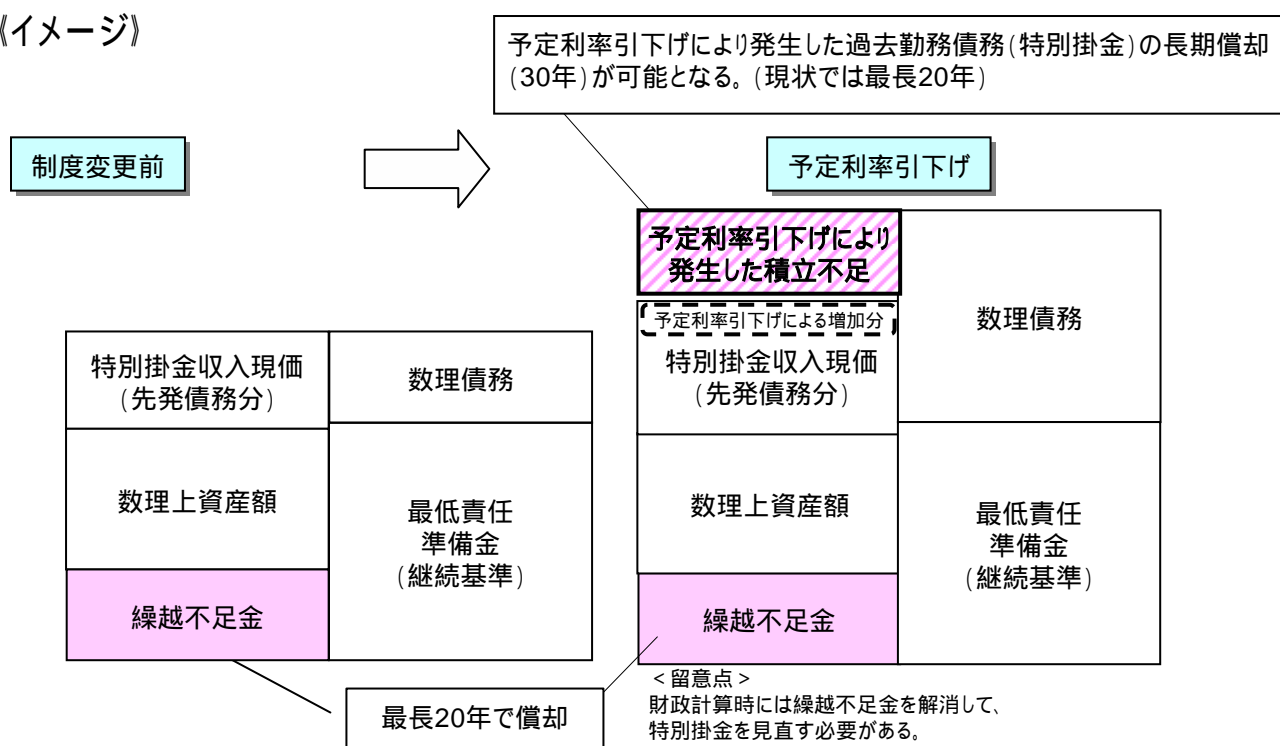 《イメージ》
予定利率引下げにより発生した過去勤務債務(特別掛金)の長期償却
(30年)が可能となる。(現状では最長20年)
制度変更前
予定利率引下げ
特別掛金収入現価
(先発債務分)
数理債務
数理上資産額
最低責任
準備金
(継続基準)
繰越不足金
予定利率引下げにより
発生した積立不足
予定利率引下げによる増加分
特別掛金収入現価
(先発債務分)
数理債務
数理上資産額
最低責任
準備金
(継続基準)
繰越不足金
最長20年で償却
<留意点>
財政計算時には繰越不足金を解消して、
特別掛金を見直す必要がある。